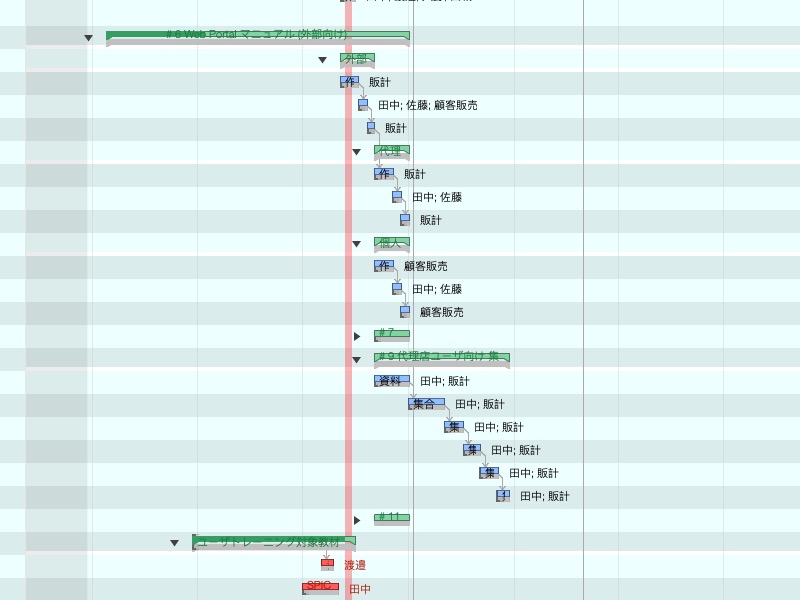 # 6 Web Portal マニュアル (外部向け)
外部
作 販計
田中; 佐藤; 顧客販売
販計
代理
作 販計
田中; 佐藤
販計
個人
作 顧客販売
田中; 佐藤
顧客販売
# 7
# 9 代理店ユーザ向け 集
資料 田中; 販計
集合 田中; 販計
集 田中; 販計
集 田中; 販計
集 田中; 販計
田中; 販計
# 11
ユーザトレーニング対象教材
渡邉
SPIC 田中